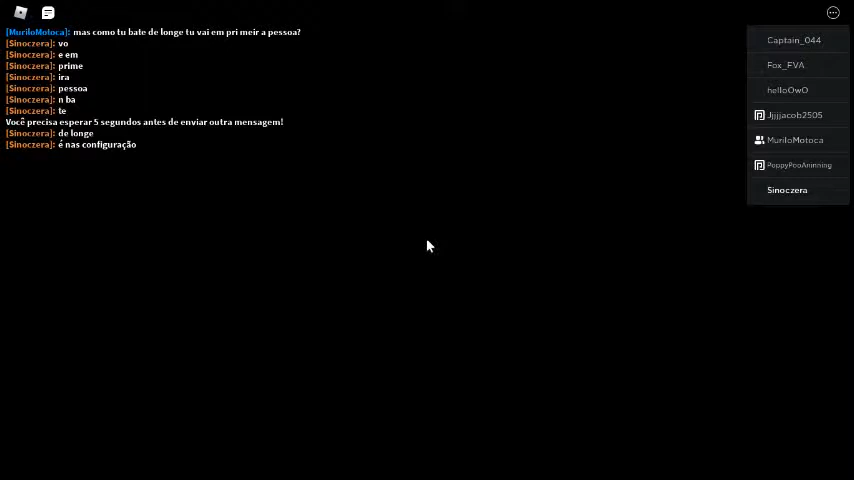 [MuriloMotoca]: mas como tu bate de longe tu vai em pri meir a pessoa?
[Sinoczera]: vo
[Sinoczera]: e em
[Sinoczera]: prime
[Sinoczera]: ira
[Sinoczera]: pessoa
[Sinoczera]: n ba
[Sinoczera]: te
Você precisa esperar 5 segundos antes de enviar outra mensagem!
[Sinoczera]: de longe
[Sinoczera]: é nas configuração
Captain_044
Fox_FVA
helloOwO
Jjjjjacob2505
MuriloMotoca
PoppyPooAninning
Sinoczera